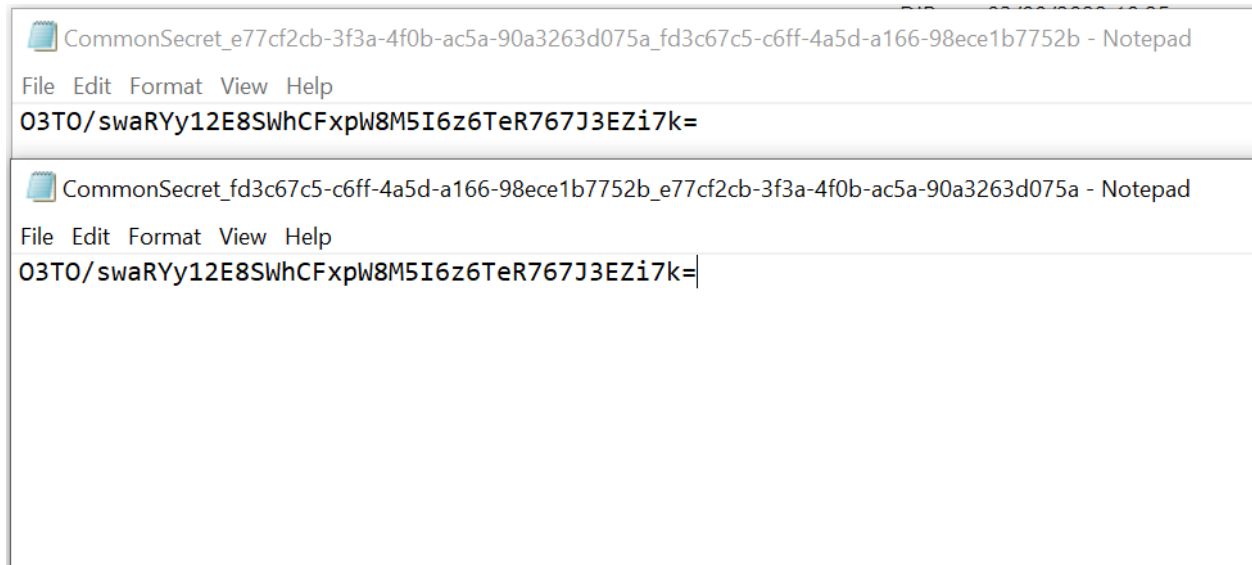 CommonSecret_e77cf2cb-3f3a-4f0b-ac5a-90a3263d075a_fd3c67c5-c6ff-4a5d-a166-98ece1b7752b - Notepad
File Edit Format View Help
O3TO/swaRYy12E8SWhCFxpW8M5I6z6TeR767J3EZi7k=
CommonSecret_fd3c67c5-c6ff-4a5d-a166-98ece1b7752b_e77cf2cb-3f3a-4f0b-ac5a-90a3263d075a - Notepad
File Edit Format View Help
O3TO/swaRYy12E8SWhCFxpW8M5I6z6TeR767J3EZi7k=